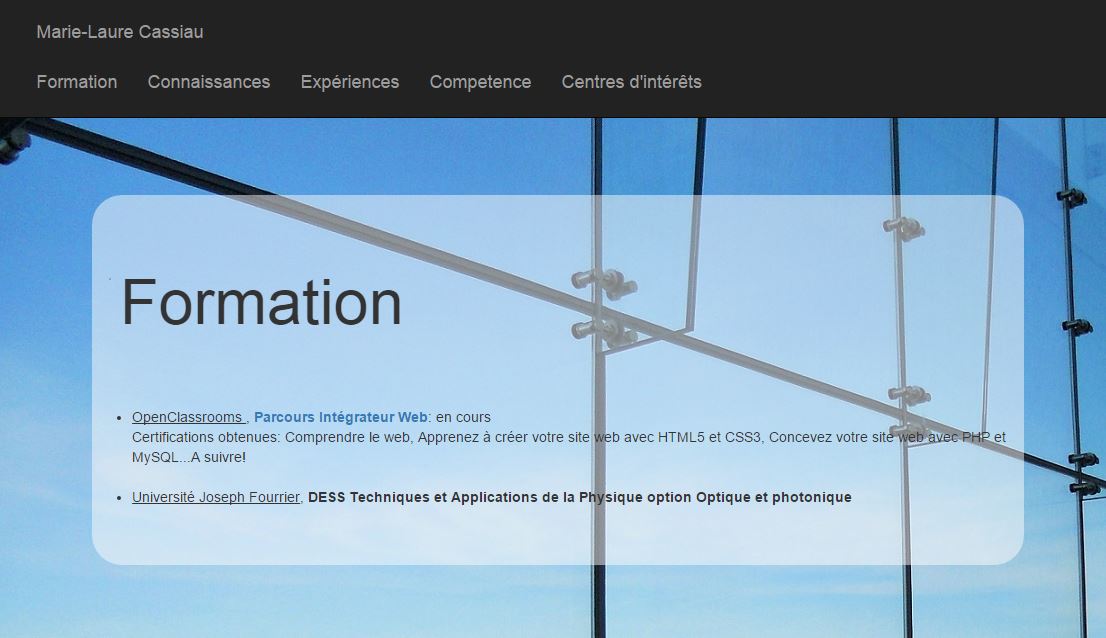 Marie-Laure Cassiau
Formation Connaissances Expériences Competence Centres d'intérêts
Formation
• OpenClassrooms , Parcours Intégrateur Web: en cours
Certifications obtenues: Comprendre le web, Apprenez à créer votre site web avec HTML5 et CSS3, Concevez votre site web avec PHP et
MySQL...A suivre!
• Université Joseph Fourrier, DESS Techniques et Applications de la Physique option Optique et photonique